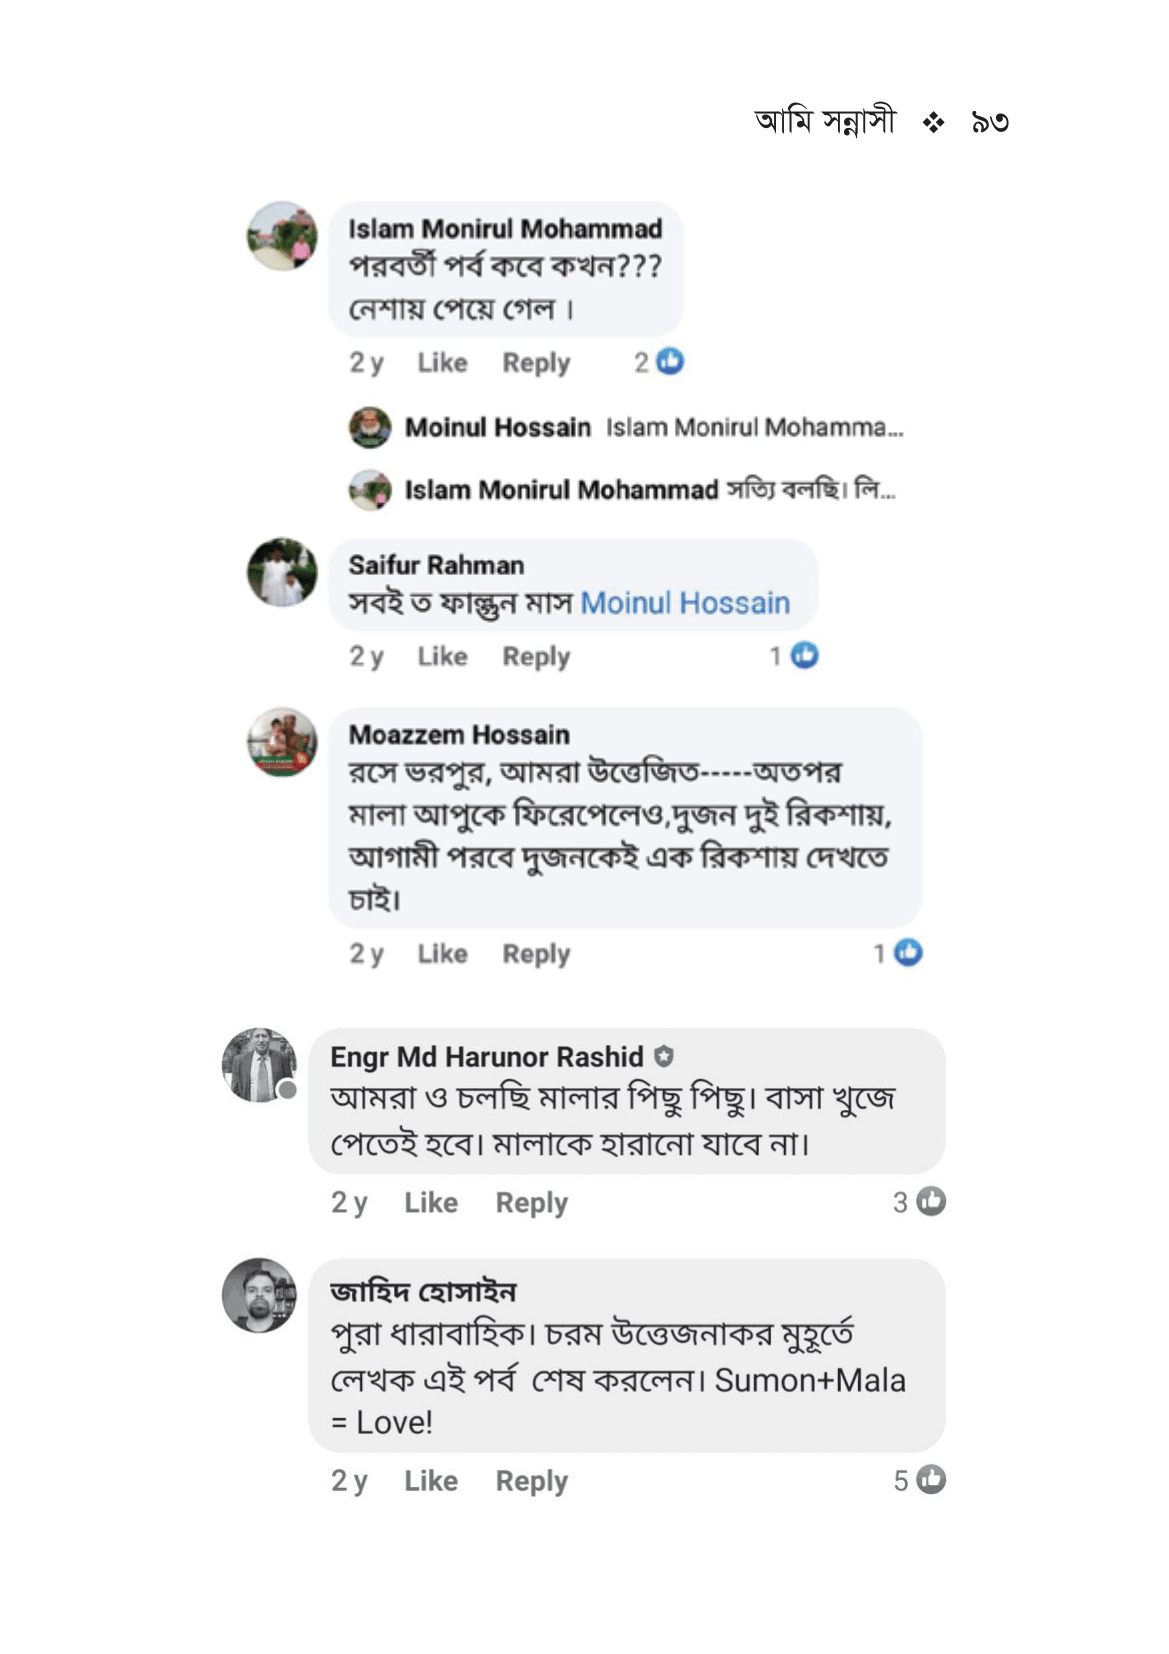 আমি সন্নাসী ❖ ৯৩
Islam Monirul Mohammad
পরবর্তী পর্ব কবে কখন???
নেশায় পেয়ে গেল ।
2 y Like Reply 2
Moinul Hossain Islam Monirul Mohamma...
Islam Monirul Mohammad সত্যি বলছি। লি...
Saifur Rahman
সবই ত ফাল্গুন মাস Moinul Hossain
2 y Like Reply 1
Moazzem Hossain
রসে ভরপুর, আমরা উত্তেজিত-----অতপর
মালা আপুকে ফিরেপেলেও,দুজন দুই রিকশায়,
আগামী পরবে দুজনকেই এক রিকশায় দেখতে
চাই।
2 y Like Reply 1
Engr Md Harunor Rashid
আমরা ও চলছি মালার পিছু পিছু। বাসা খুজে
পেতেই হবে। মালাকে হারানো যাবে না।
2 y Like Reply 3
জাহিদ হোসাইন
পুরা ধারাবাহিক। চরম উত্তেজনাকর মুহূর্তে
লেখক এই পর্ব শেষ করলেন। Sumon+Mala
= Love!
2 y Like Reply 5